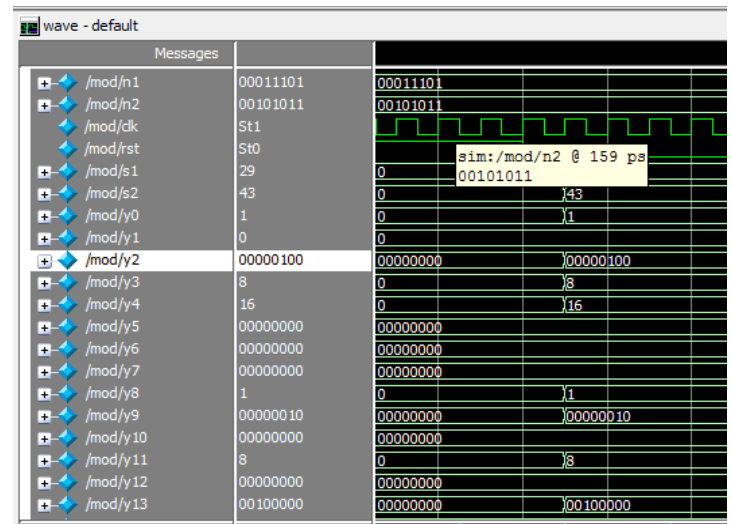 wave - default
Messages
/mod/n1 00011101 00011101
/mod/n2 00101011 00101011
/mod/clk St1
/mod/rst St0
sim:/mod/n2 @ 159 ps
00101011
/mod/s1 29 0
/mod/s2 43 0 43
/mod/y0 1 0 1
/mod/y1 0 0
/mod/y2 00000100 00000000 00000100
/mod/y3 8 0 8
/mod/y4 16 0 16
/mod/y5 00000000 00000000
/mod/y6 00000000 00000000
/mod/y7 00000000 00000000
/mod/y8 1 0 1
/mod/y9 00000010 00000000 00000010
/mod/y10 00000000 00000000
/mod/y11 8 0 8
/mod/y12 00000000 00000000
/mod/y13 00100000 00000000 00100000